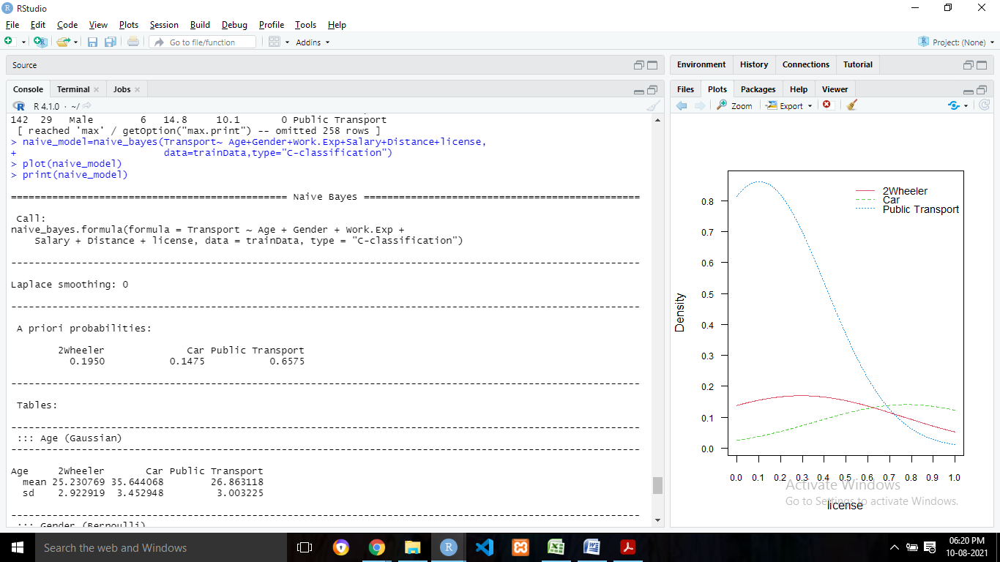 RStudio
File Edit Code View Plots Session Build Debug Profile Tools Help
Go to file/function Addins Project: (None)
Source
Console Terminal Jobs
R 4.1.0 · ~/
142 29 Male 6 14.8 10.1 0 Public Transport
[ reached 'max' / getOption("max.print") -- omitted 258 rows ]
> naive_model=naive_bayes(Transport~ Age+Gender+Work.Exp+Salary+Distance+license,
+ data=trainData,type="C-classification")
> plot(naive_model)
> print(naive_model)
============================================== Naive Bayes ==============================================
Call:
naive_bayes.formula(formula = Transport ~ Age + Gender + Work.Exp +
Salary + Distance + license, data = trainData, type = "C-classification")
---------------------------------------------------------------------------------------------------------
Laplace smoothing: 0
---------------------------------------------------------------------------------------------------------
A priori probabilities:
2Wheeler Car Public Transport
0.1950 0.1475 0.6575
---------------------------------------------------------------------------------------------------------
Tables:
---------------------------------------------------------------------------------------------------------
::: Age (Gaussian)
---------------------------------------------------------------------------------------------------------
Age 2Wheeler Car Public Transport
mean 25.230769 35.644068 26.863118
sd 2.922919 3.452948 3.003225
---------------------------------------------------------------------------------------------------------
::: Gender (Bernoulli)
Environment History Connections Tutorial
Files Plots Packages Help Viewer
Zoom Export
2Wheeler
Car
Public Transport
0.8
0.7
0.6
0.5
0.4
0.3
0.2
0.1
0.0
Density
0.0 0.1 0.2 0.3 0.4 0.5 0.6 0.7 0.8 0.9 1.0
license
Activate Windows
Go to Settings to activate Windows.
Search the web and Windows
06:20 PM
10-08-2021